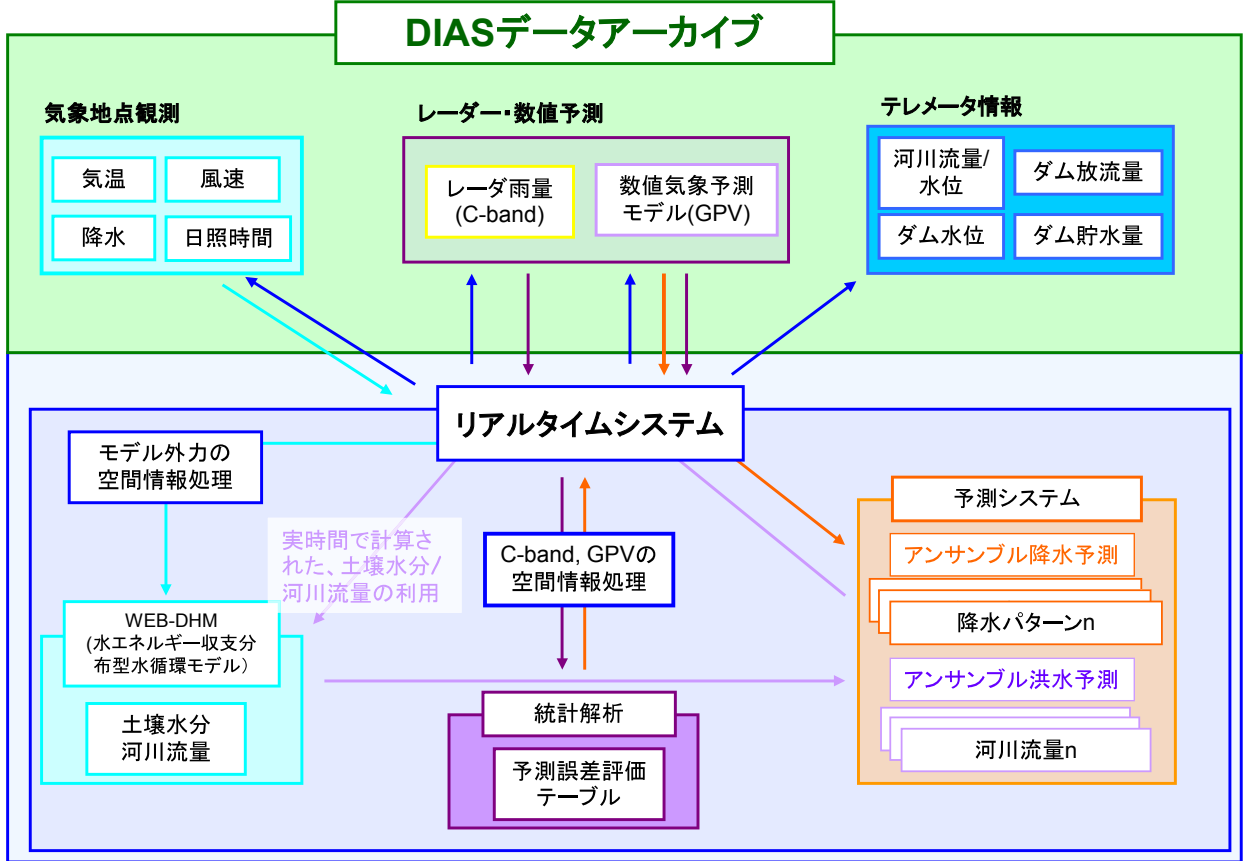 DIASデータアーカイブ
気象地点観測
気温
風速
降水
日照時間
レーダー・数値予測
レーダ雨量
(C-band)
数値気象予測
モデル(GPV)
テレメータ情報
河川流量/
水位
ダム放流量
ダム水位
ダム貯水量
リアルタイムシステム
モデル外力の
空間情報処理
実時間で計算さ
れた、土壌水分/
河川流量の利用
C-band, GPVの
空間情報処理
WEB-DHM
(水エネルギー収支分
布型水循環モデル）
土壌水分
河川流量
統計解析
予測誤差評価
テーブル
予測システム
アンサンブル降水予測
降水パターンn
アンサンブル洪水予測
河川流量n